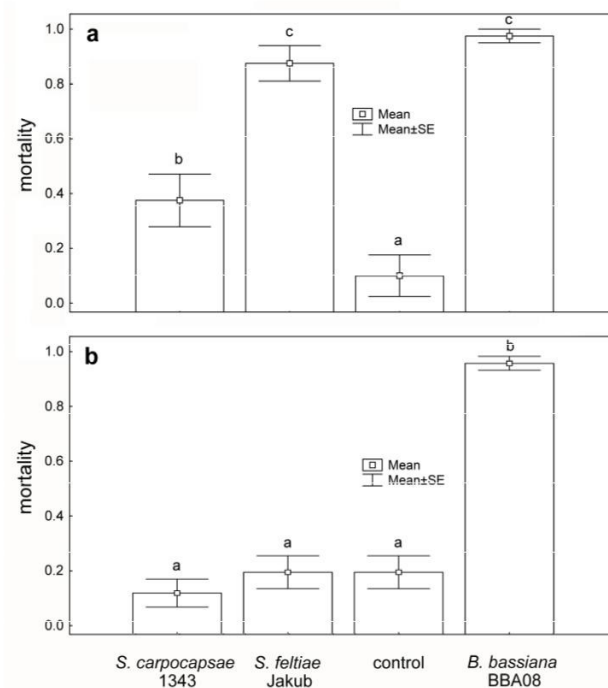 a
1.0
0.8
0.6
0.4
0.2
0.0
mortality
b
c
a
c
Mean
Mean±SE
b
1.0
0.8
0.6
0.4
0.2
0.0
mortality
a
a
a
b
Mean
Mean±SE
S. carpocapsae S. feltiae control B. bassiana
1343 Jakub BBA08